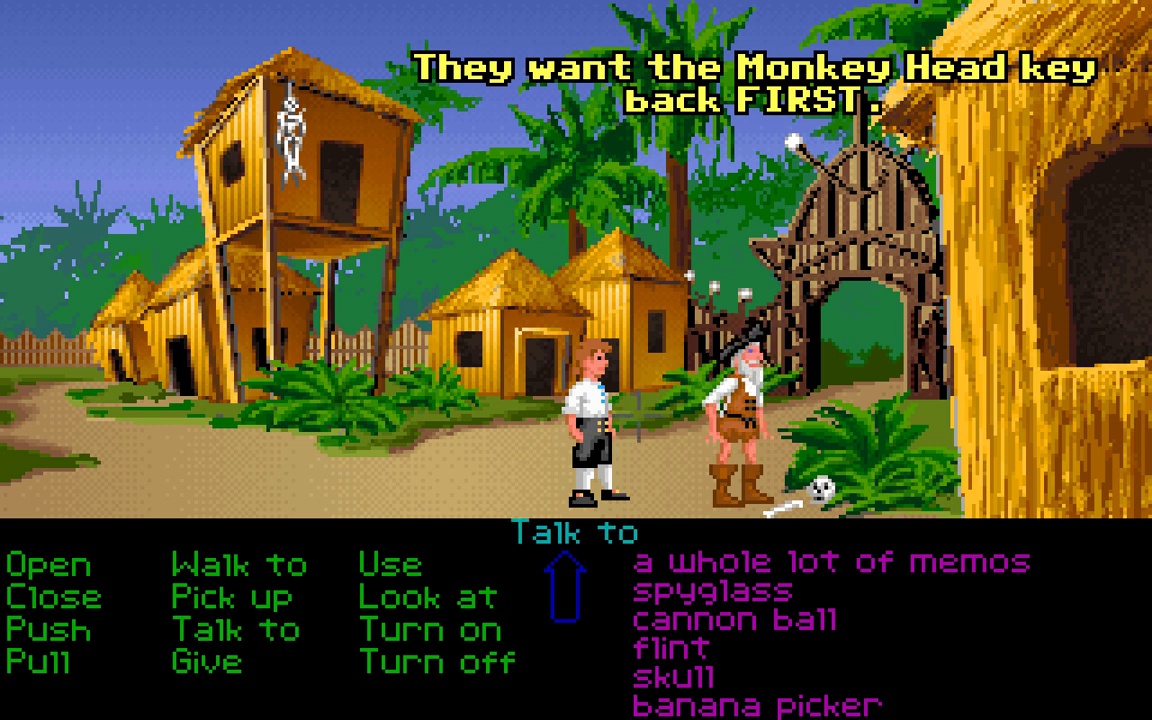 They want the Monkey Head key
back FIRST.
Talk to
Open Walk to Use
Close Pick up Look at
Push Talk to Turn on
Pull Give Turn off
a whole lot of memos
spyglass
cannon ball
flint
skull
banana picker